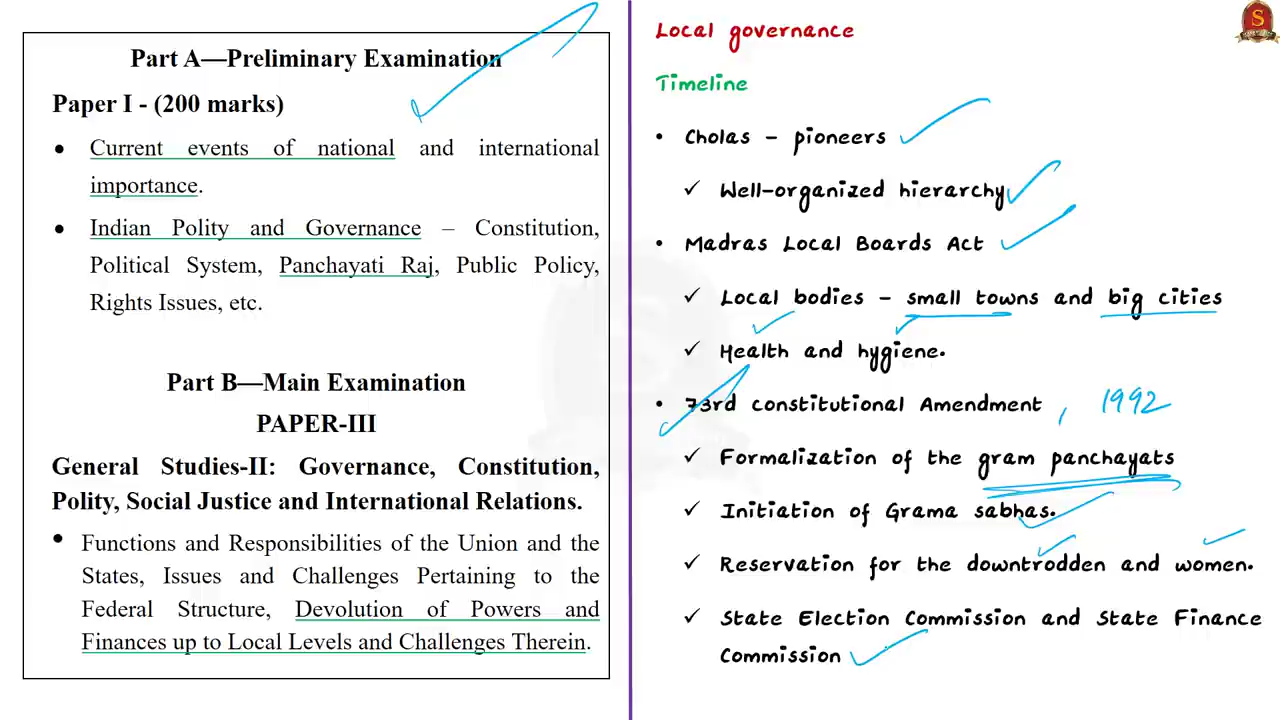 Part A—Preliminary Examination
Paper I - (200 marks)
• Current events of national and international
importance.
• Indian Polity and Governance – Constitution,
Political System, Panchayati Raj, Public Policy,
Rights Issues, etc.
Part B—Main Examination
PAPER-III
General Studies-II: Governance, Constitution,
Polity, Social Justice and International Relations.
• Functions and Responsibilities of the Union and the
States, Issues and Challenges Pertaining to the
Federal Structure, Devolution of Powers and
Finances up to Local Levels and Challenges Therein.
Local governance
Timeline
• Cholas – pioneers
✓ Well-organized hierarchy
• Madras Local Boards Act
✓ Local bodies – small towns and big cities
✓ Health and hygiene.
• 73rd constitutional Amendment , 1992
✓ Formalization of the gram panchayats
✓ Initiation of Grama sabhas.
✓ Reservation for the downtrodden and women.
✓ State Election Commission and State Finance
Commission
S